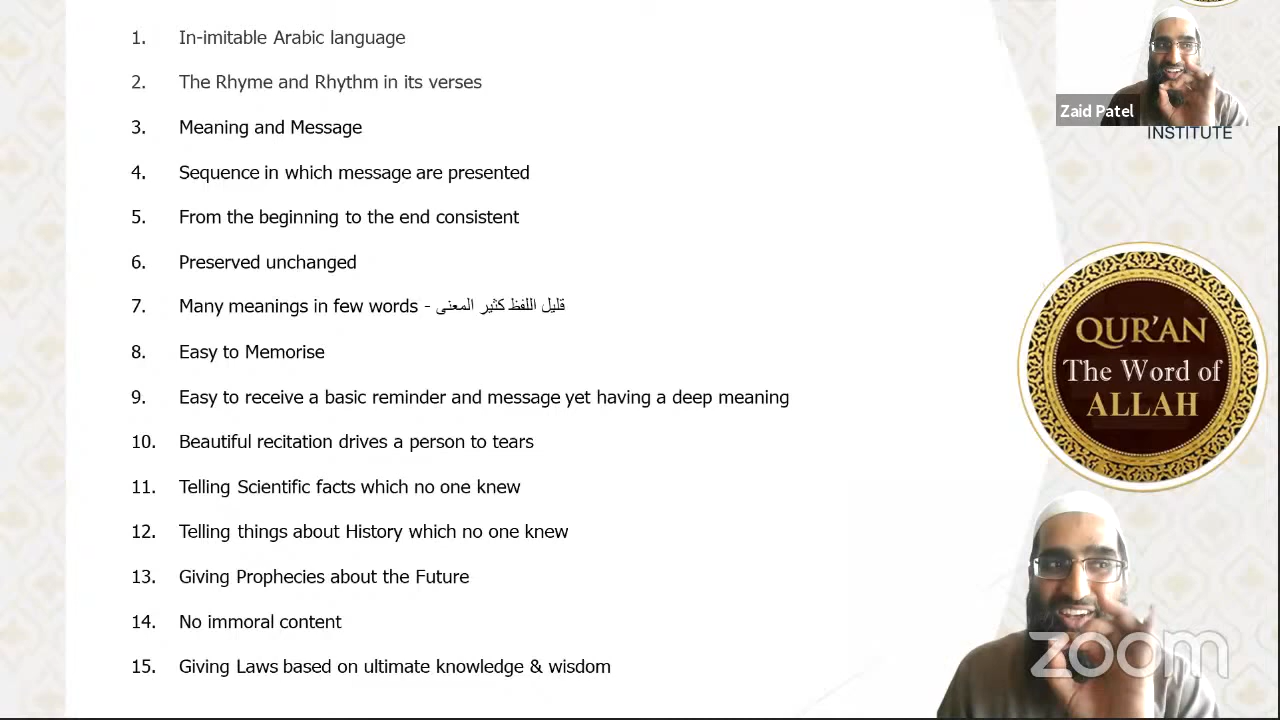 1. In-imitable Arabic language
2. The Rhyme and Rhythm in its verses
3. Meaning and Message
4. Sequence in which message are presented
5. From the beginning to the end consistent
6. Preserved unchanged
7. Many meanings in few words - قليل اللفظ كثير المعنى
8. Easy to Memorise
9. Easy to receive a basic reminder and message yet having a deep meaning
10. Beautiful recitation drives a person to tears
11. Telling Scientific facts which no one knew
12. Telling things about History which no one knew
13. Giving Prophecies about the Future
14. No immoral content
15. Giving Laws based on ultimate knowledge & wisdom
Zaid Patel
INSTITUTE
QUR'AN
The Word of
ALLAH
zoom